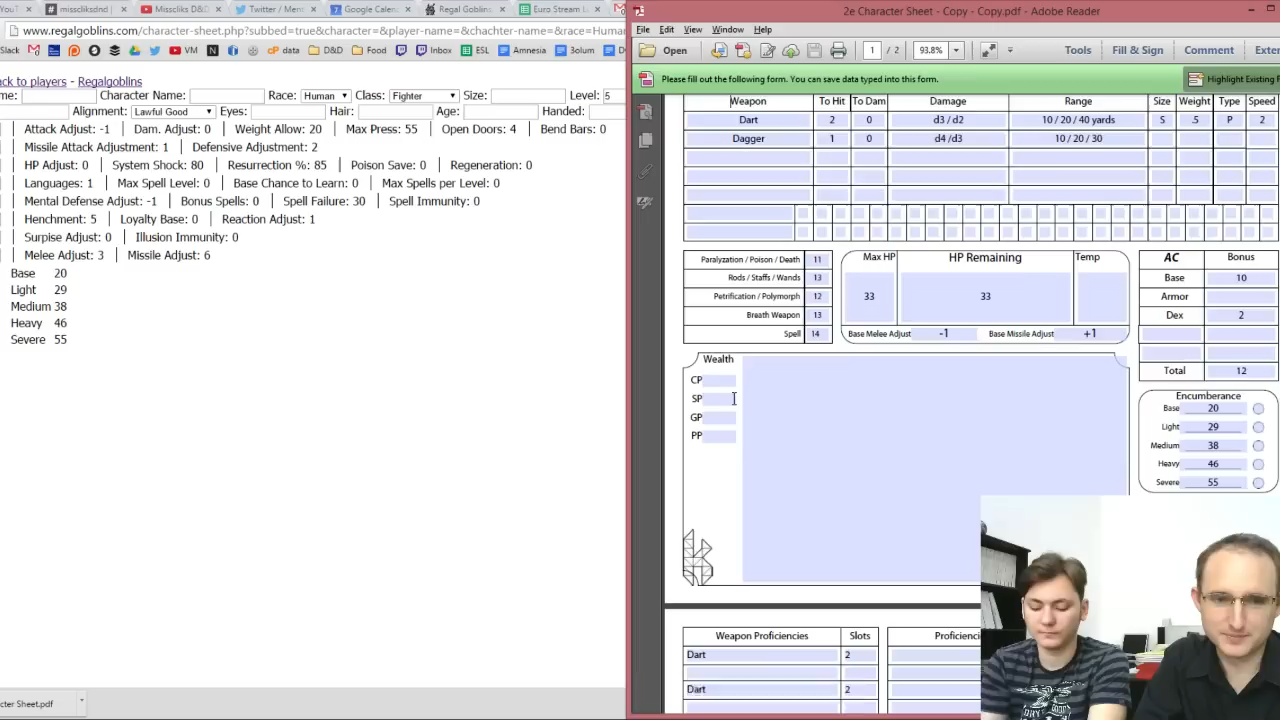 YouT
misscliksdnd
Missclicks D&D
Twitter / Men
Google Calen
Regal Goblins
Euro Stream L
www.regalgoblins.com/character-sheet.php?subbed=true&character=&player-name=&chachter-name=&race=Huma
Slack
VM
D&D
Food
Twitch
Inbox
ESL
Amnesia
3olum
DE
ck to players - Regalgoblins
me:
Character Name:
Race: Human
Class: Fighter
Size:
Level: 5
Alignment: Lawful Good
Eyes:
Hair:
Age:
Handed:
| Attack Adjust: -1 | Dam. Adjust: 0 | Weight Allow: 20 | Max Press: 55 | Open Doors: 4 | Bend Bars: 0
| Missile Attack Adjustment: 1 | Defensive Adjustment: 2
| HP Adjust: 0 | System Shock: 80 | Resurrection %: 85 | Poison Save: 0 | Regeneration: 0
| Languages: 1 | Max Spell Level: 0 | Base Chance to Learn: 0 | Max Spells per Level: 0
| Mental Defense Adjust: -1 | Bonus Spells: 0 | Spell Failure: 30 | Spell Immunity: 0
| Henchment: 5 | Loyalty Base: 0 | Reaction Adjust: 1
| Surpise Adjust: 0 | Illusion Immunity: 0
| Melee Adjust: 3 | Missile Adjust: 6
Base 20
Light 29
Medium 38
Heavy 46
Severe 55
cter Sheet.pdf
2e Character Sheet - Copy - Copy.pdf - Adobe Reader
File Edit View Window Help
Open
1 / 2
93.8%
Tools
Fill & Sign
Comment
Exter
Please fill out the following form. You can save data typed into this form.
Highlight Existing F
Weapon To Hit To Dam Damage Range Size Weight Type Speed
Dart 2 0 d3 / d2 10 / 20 / 40 yards S .5 P 2
Dagger 1 0 d4 /d3 10 / 20 / 30
Paralyzation / Poison / Death 11
Rods / Staffs / Wands 13
Petrification / Polymorph 12
Breath Weapon 13
Spell 14
Max HP HP Remaining Temp
33 33
Base Melee Adjust -1 Base Missile Adjust +1
AC Bonus
Base 10
Armor
Dex 2
Total 12
Wealth
CP
SP
GP
PP
Encumberance
Base 20
Light 29
Medium 38
Heavy 46
Severe 55
Weapon Proficiencies Slots
Dart 2
Dart 2
Proficien